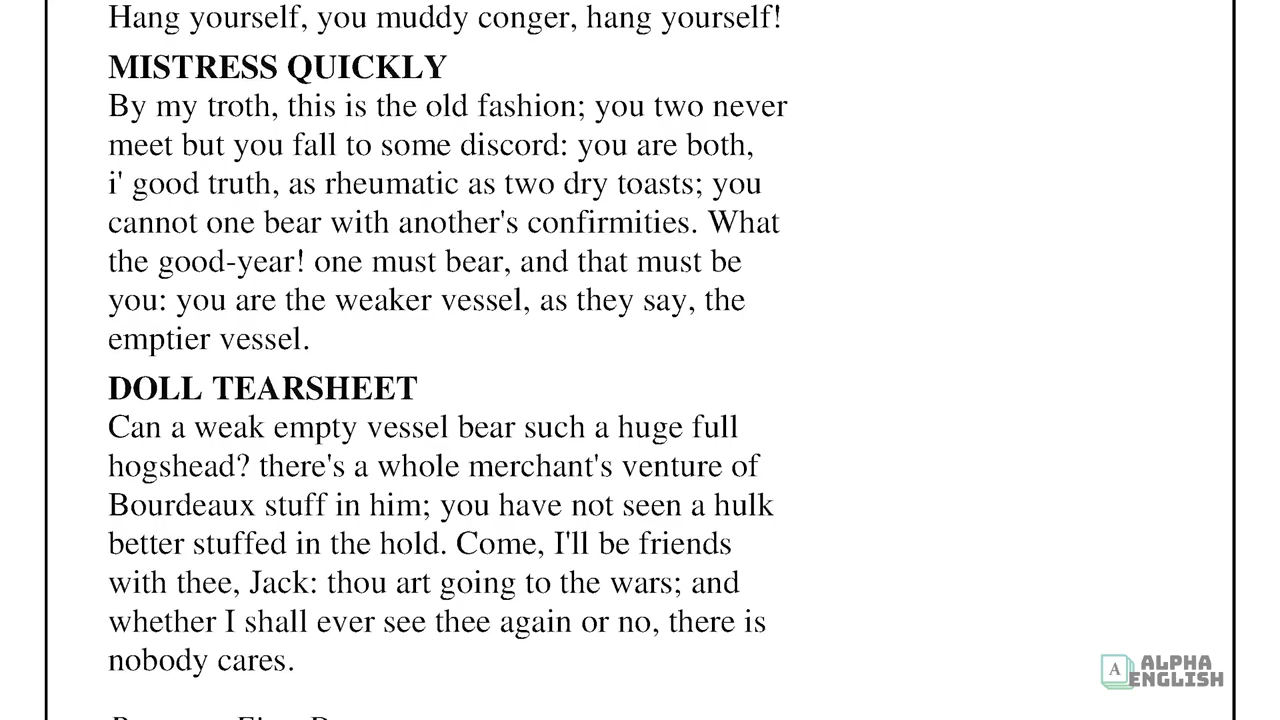 Hang yourself, you muddy conger, hang yourself!
MISTRESS QUICKLY
By my troth, this is the old fashion; you two never
meet but you fall to some discord: you are both,
i' good truth, as rheumatic as two dry toasts; you
cannot one bear with another's confirmities. What
the good-year! one must bear, and that must be
you: you are the weaker vessel, as they say, the
emptier vessel.
DOLL TEARSHEET
Can a weak empty vessel bear such a huge full
hogshead? there's a whole merchant's venture of
Bourdeaux stuff in him; you have not seen a hulk
better stuffed in the hold. Come, I'll be friends
with thee, Jack: thou art going to the wars; and
whether I shall ever see thee again or no, there is
nobody cares.
A ALPHA
ENGLISH